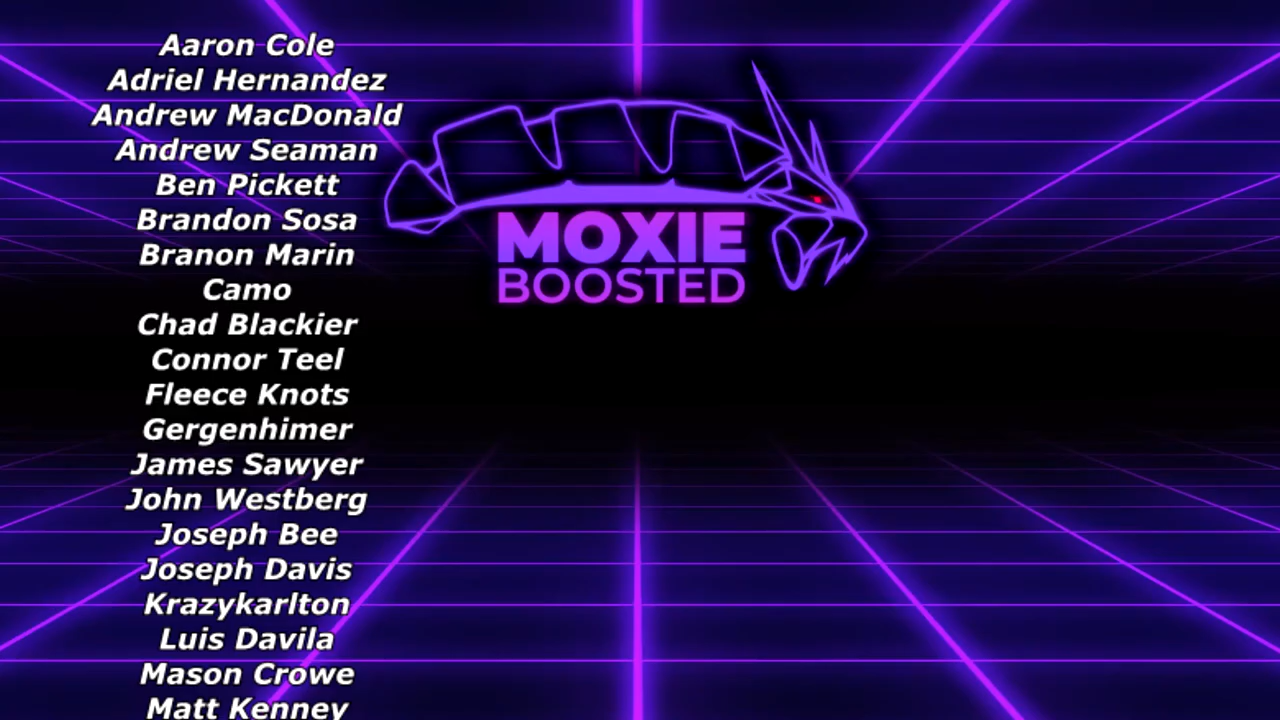 Aaron Cole
Adriel Hernandez
Andrew MacDonald
Andrew Seaman
Ben Pickett
Brandon Sosa
Branon Marin
Camo
Chad Blackier
Connor Teel
Fleece Knots
Gergenhimer
James Sawyer
John Westberg
Joseph Bee
Joseph Davis
Krazykarlton
Luis Davila
Mason Crowe
Matt Kenney
MOXIE
BOOSTED